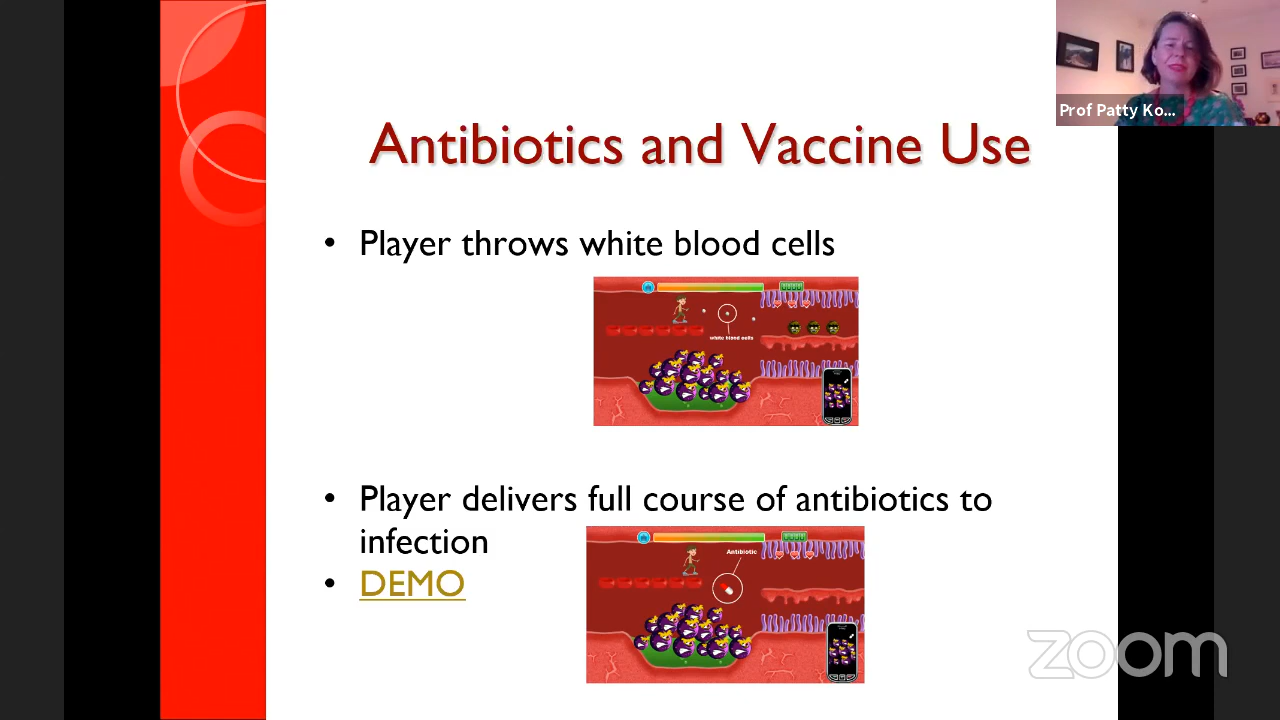 Prof Patty Ko...
Antibiotics and Vaccine Use
• Player throws white blood cells
white blood cells
• Player delivers full course of antibiotics to
infection
Antibiotic
• DEMO
zoom